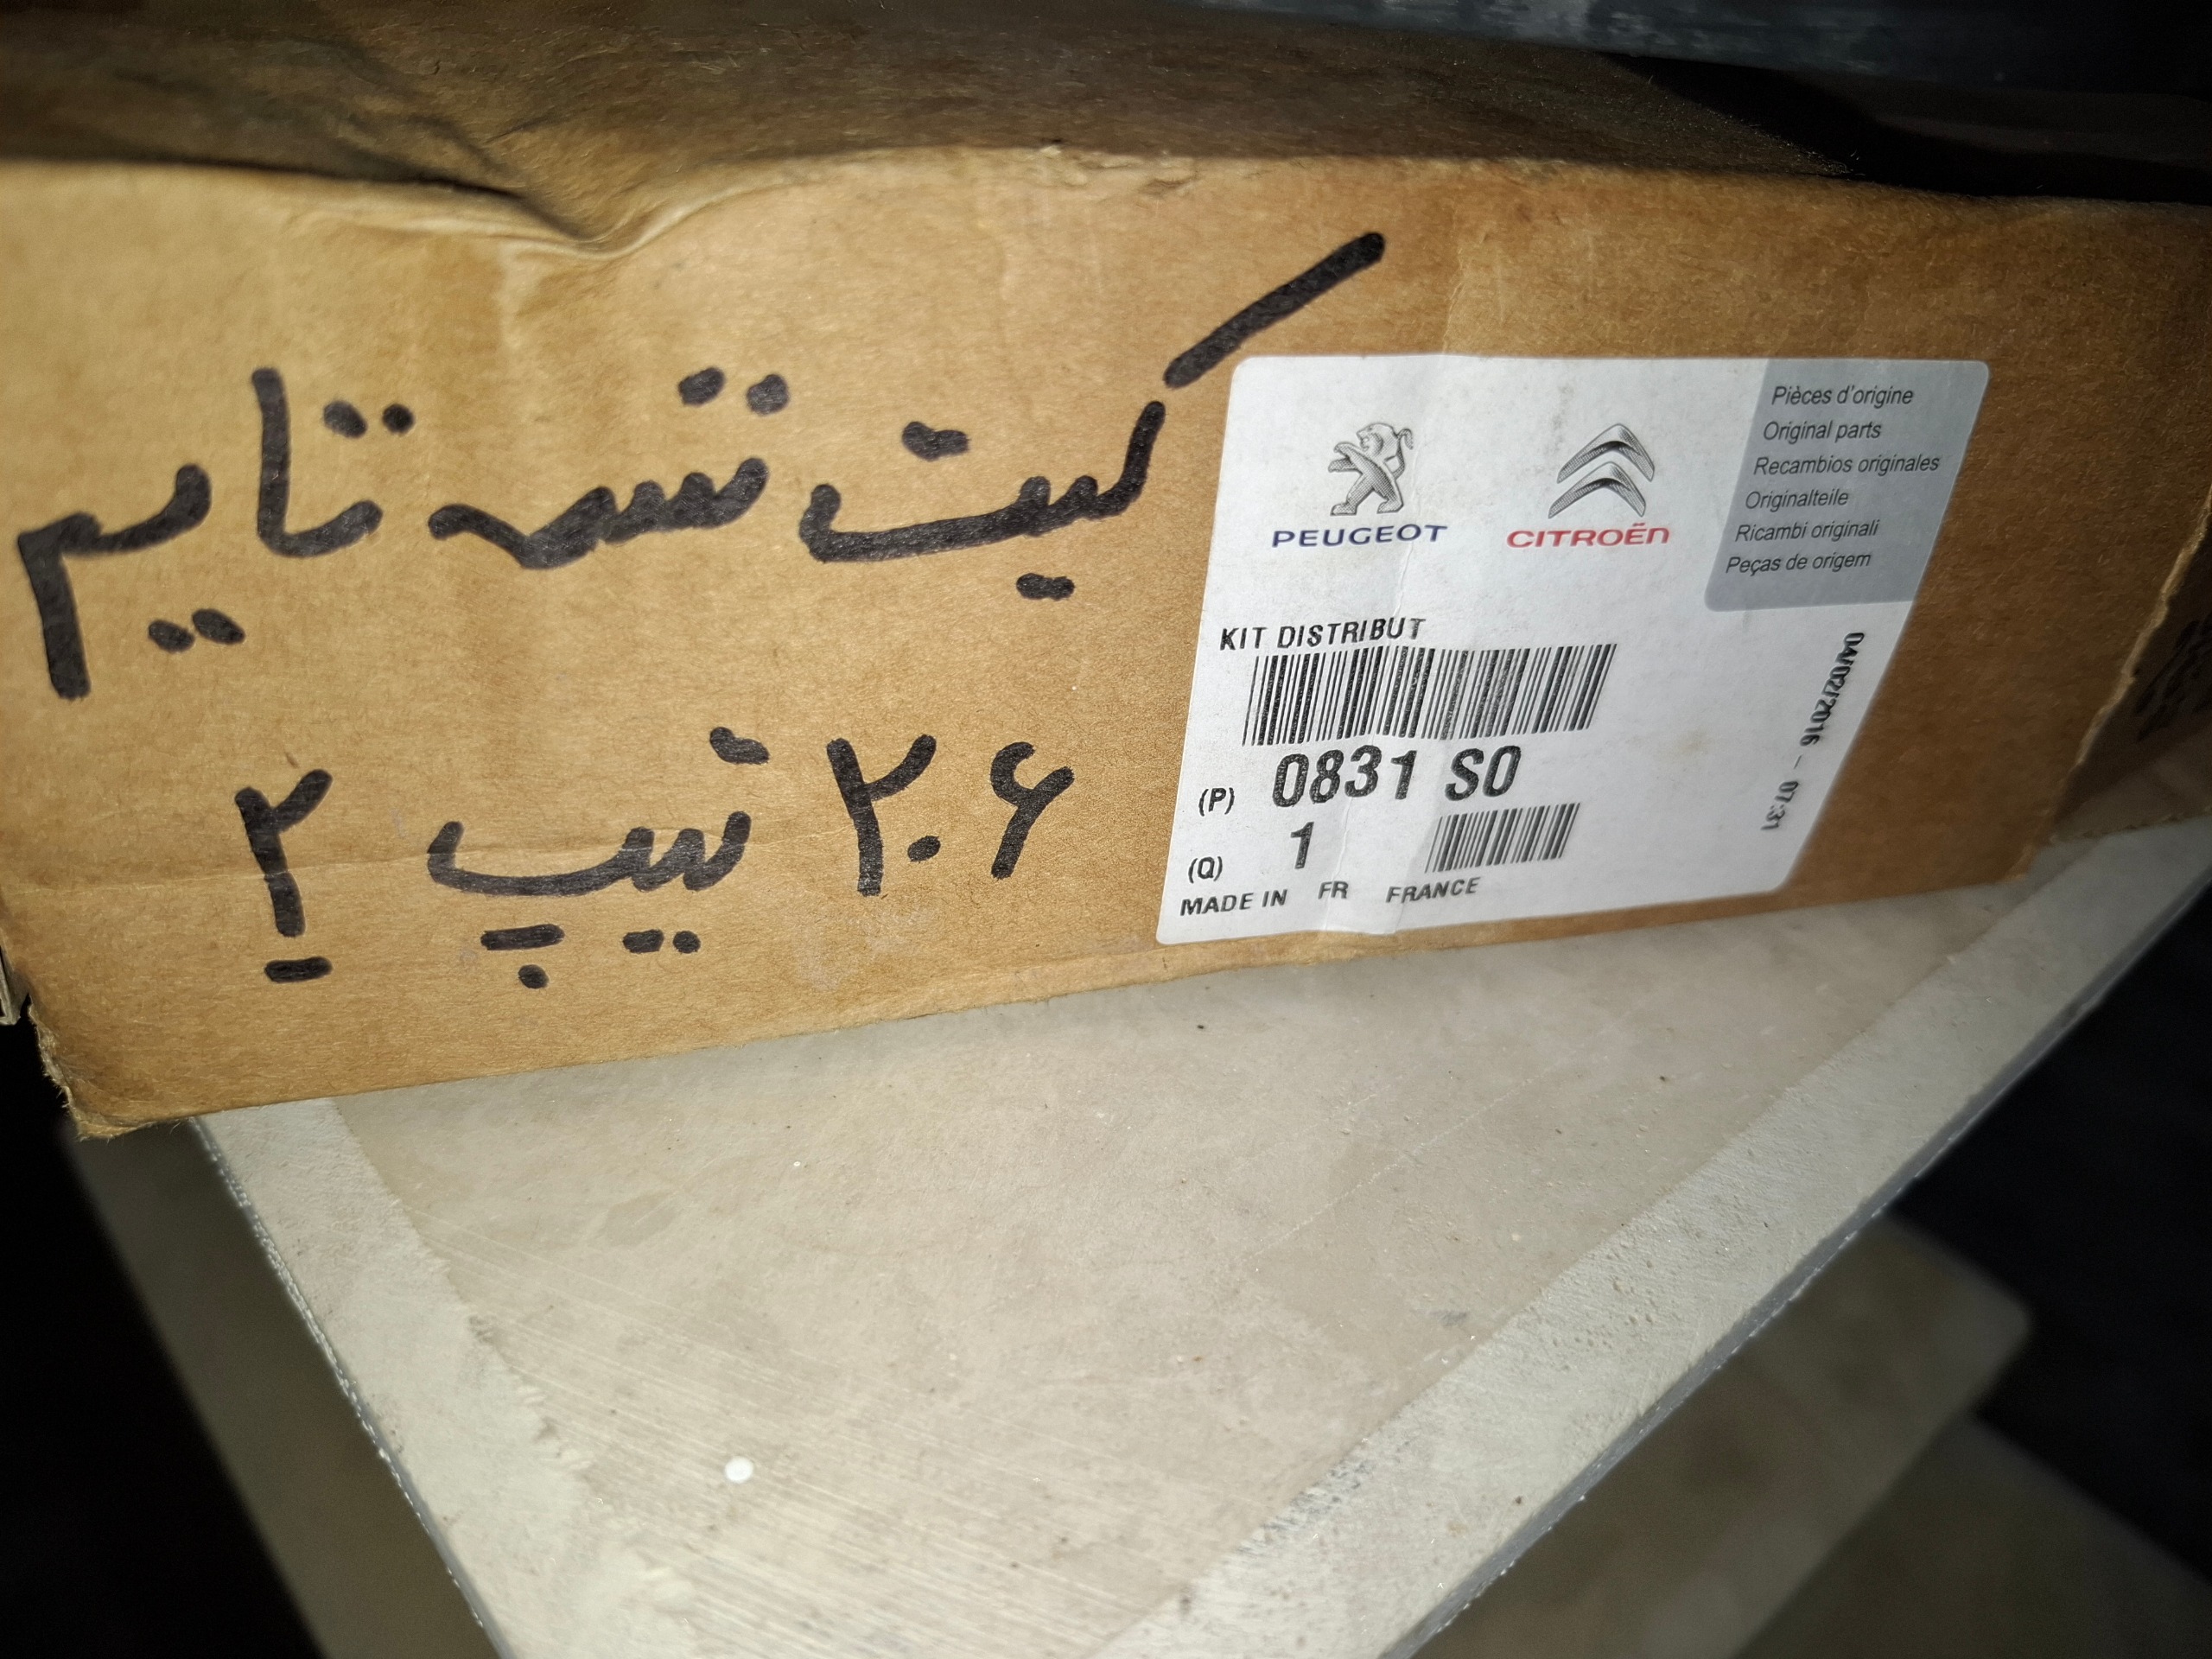 کیت تسمه تایم
۲۰۶ تیپ ۲
PEUGEOT
CITROËN
Pièces d'origine
Original parts
Recambios originales
Originalteile
Ricambi originali
Peças de origem
KIT DISTRIBUT
(P) 0831 S0
(Q) 1
MADE IN FR FRANCE
04/02/2016 - 07:31